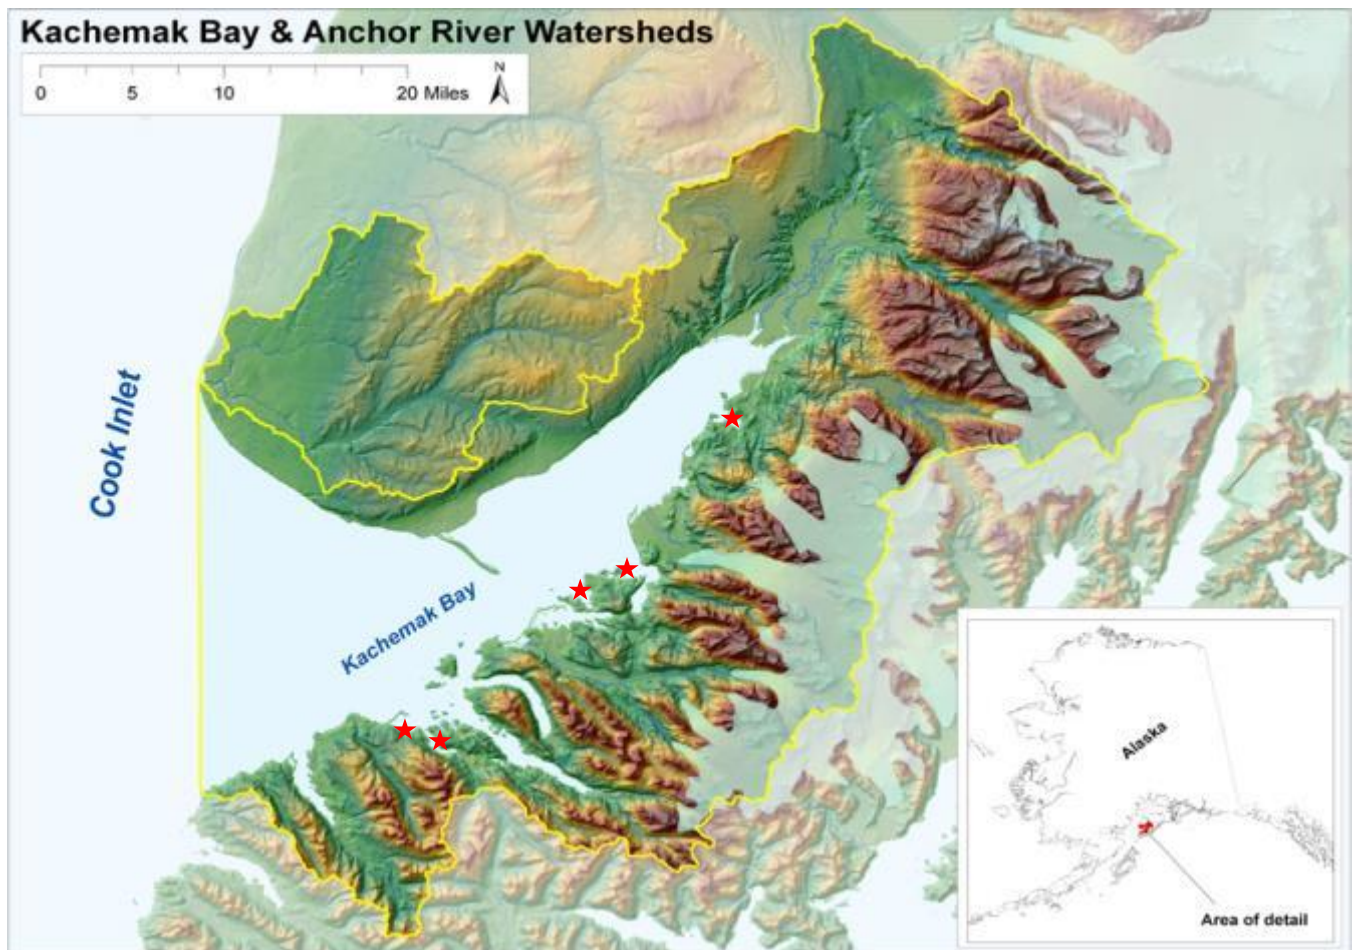 Kachemak Bay & Anchor River Watersheds
N
0 5 10 20 Miles
Cook Inlet
Kachemak Bay
Alaska
Area of detail